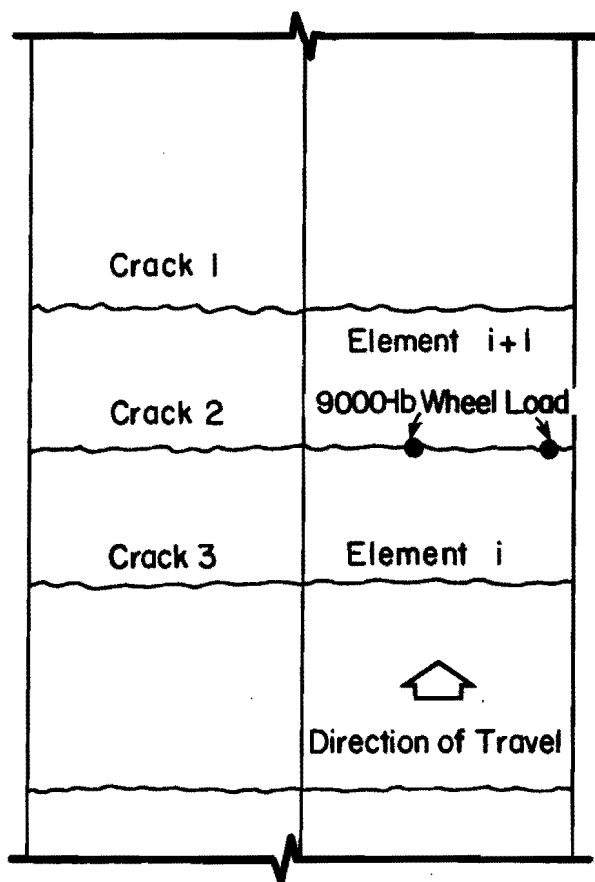 Crack 1
Element i+1
9000-lb Wheel Load
Crack 2
Crack 3
Element i
Direction of Travel